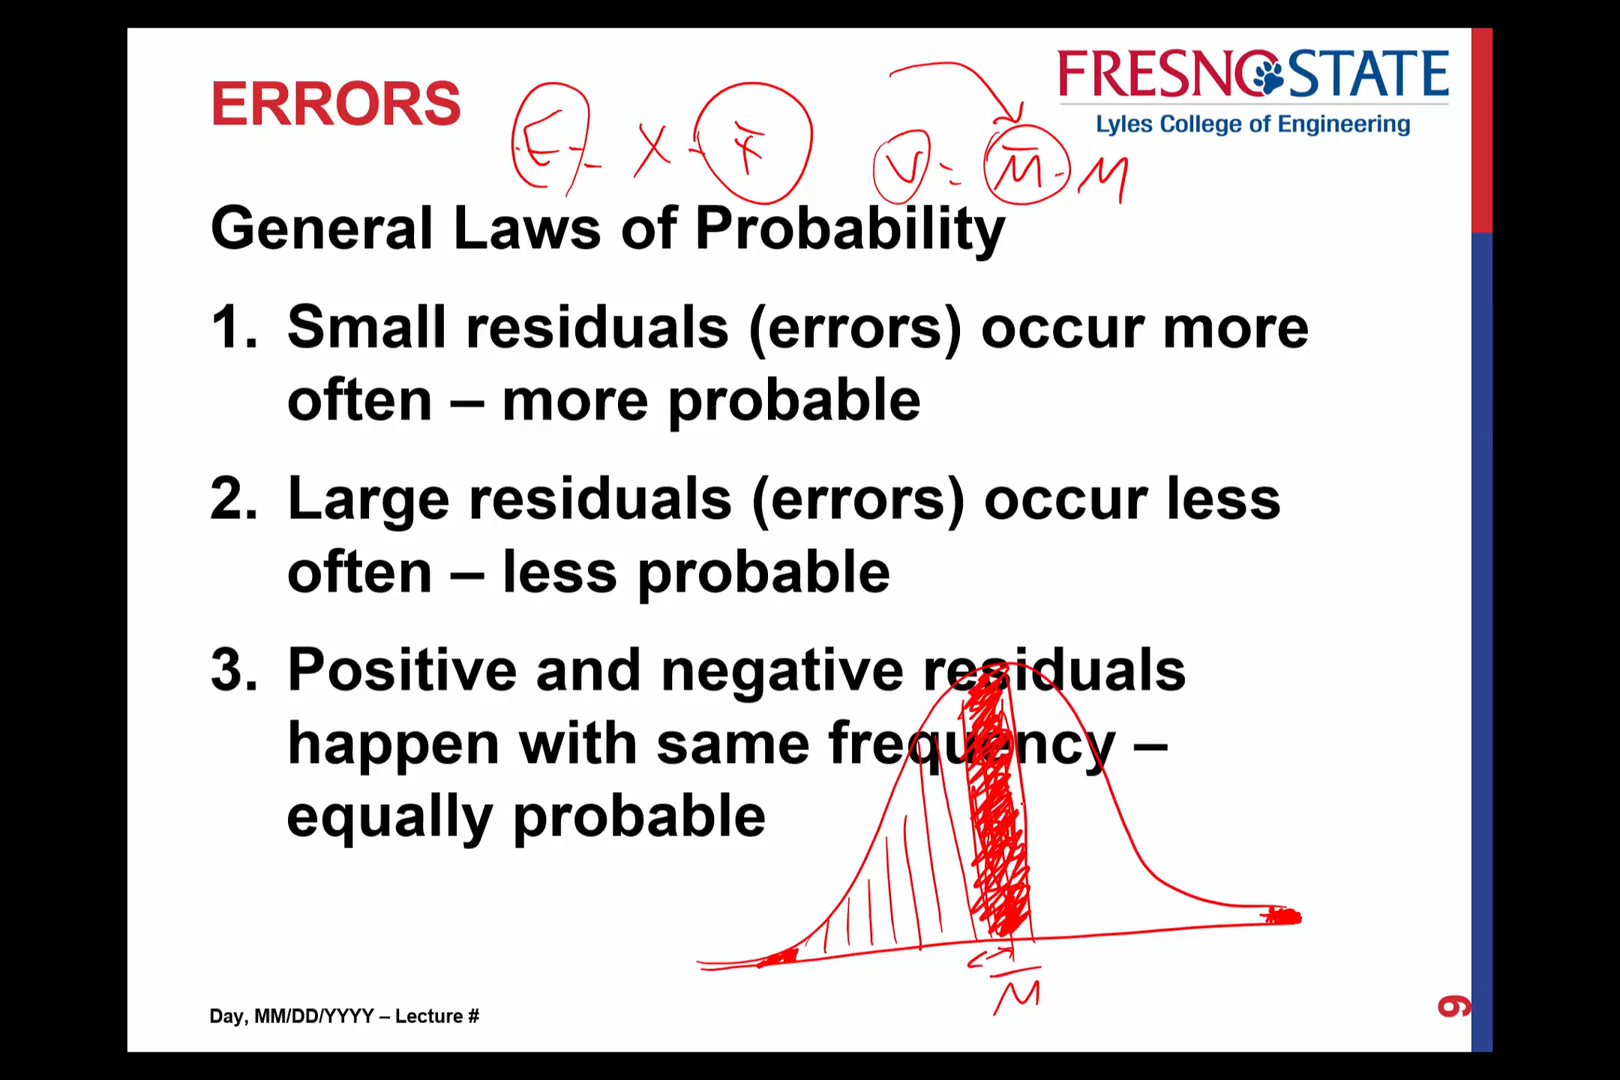 ERRORS
FRESNO STATE
Lyles College of Engineering
E = X - x̄
V = M̄ - M
General Laws of Probability
1. Small residuals (errors) occur more
often – more probable
2. Large residuals (errors) occur less
often – less probable
3. Positive and negative residuals
happen with same frequency –
equally probable
M̄
Day, MM/DD/YYYY – Lecture #
9